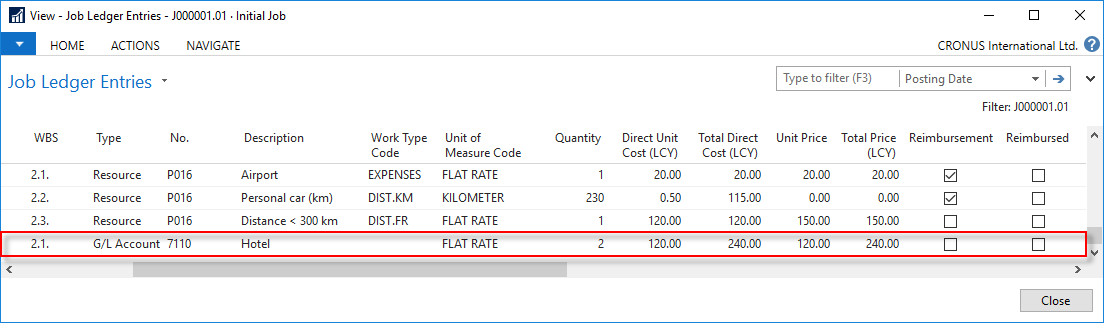 View - Job Ledger Entries - J000001.01 · Initial Job
HOME ACTIONS NAVIGATE CRONUS International Ltd. ?
Job Ledger Entries
Type to filter (F3) Posting Date
Filter: J000001.01
WBS Type No. Description Work Type Code Unit of Measure Code Quantity Direct Unit Cost (LCY) Total Direct Cost (LCY) Unit Price Total Price (LCY) Reimbursement Reimbursed
2.1. Resource P016 Airport EXPENSES FLAT RATE 1 20.00 20.00 20.00 20.00
2.2. Resource P016 Personal car (km) DIST.KM KILOMETER 230 0.50 115.00 0.00 0.00
2.3. Resource P016 Distance < 300 km DIST.FR FLAT RATE 1 120.00 120.00 150.00 150.00
2.1. G/L Account 7110 Hotel FLAT RATE 2 120.00 240.00 120.00 240.00
Close